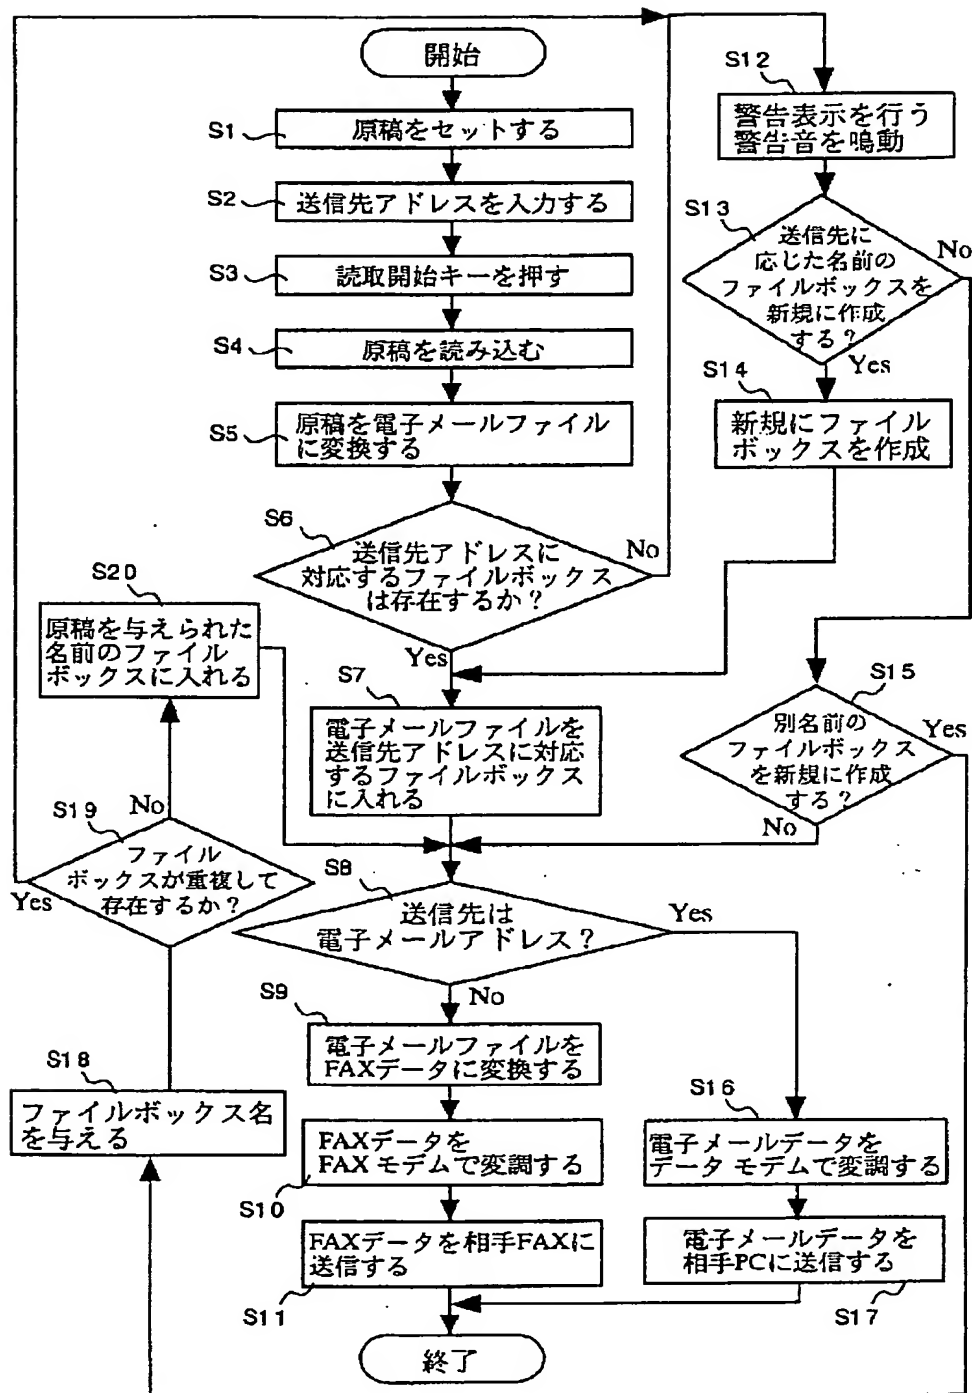 開始
S1
原稿をセットする
S2
送信先アドレスを入力する
S3
読取開始キーを押す
S4
原稿を読み込む
S5
原稿を電子メールファイル
に変換する
S6
送信先アドレスに
対応するファイルボックス
は存在するか?
No
Yes
S7
電子メールファイルを
送信先アドレスに対応
するファイルボックス
に入れる
S8
送信先は
電子メールアドレス?
Yes
No
S9
電子メールファイルを
FAXデータに変換する
S10
FAXデータを
FAX モデムで変調する
S11
FAXデータを相手FAXに
送信する
終了
S12
警告表示を行う
警告音を鳴動
S13
送信先に
応じた名前の
ファイルボックスを
新規に作成
する?
No
Yes
S14
新規にファイル
ボックスを作成
S15
別名前の
ファイルボックス
を新規に作成
する?
Yes
No
S16
電子メールデータを
データ モデムで変調する
S17
電子メールデータを
相手PCに送信する
S18
ファイルボックス名
を与える
S19
ファイル
ボックスが重複して
存在するか?
No
Yes
S20
原稿を与えられた
名前のファイル
ボックスに入れる